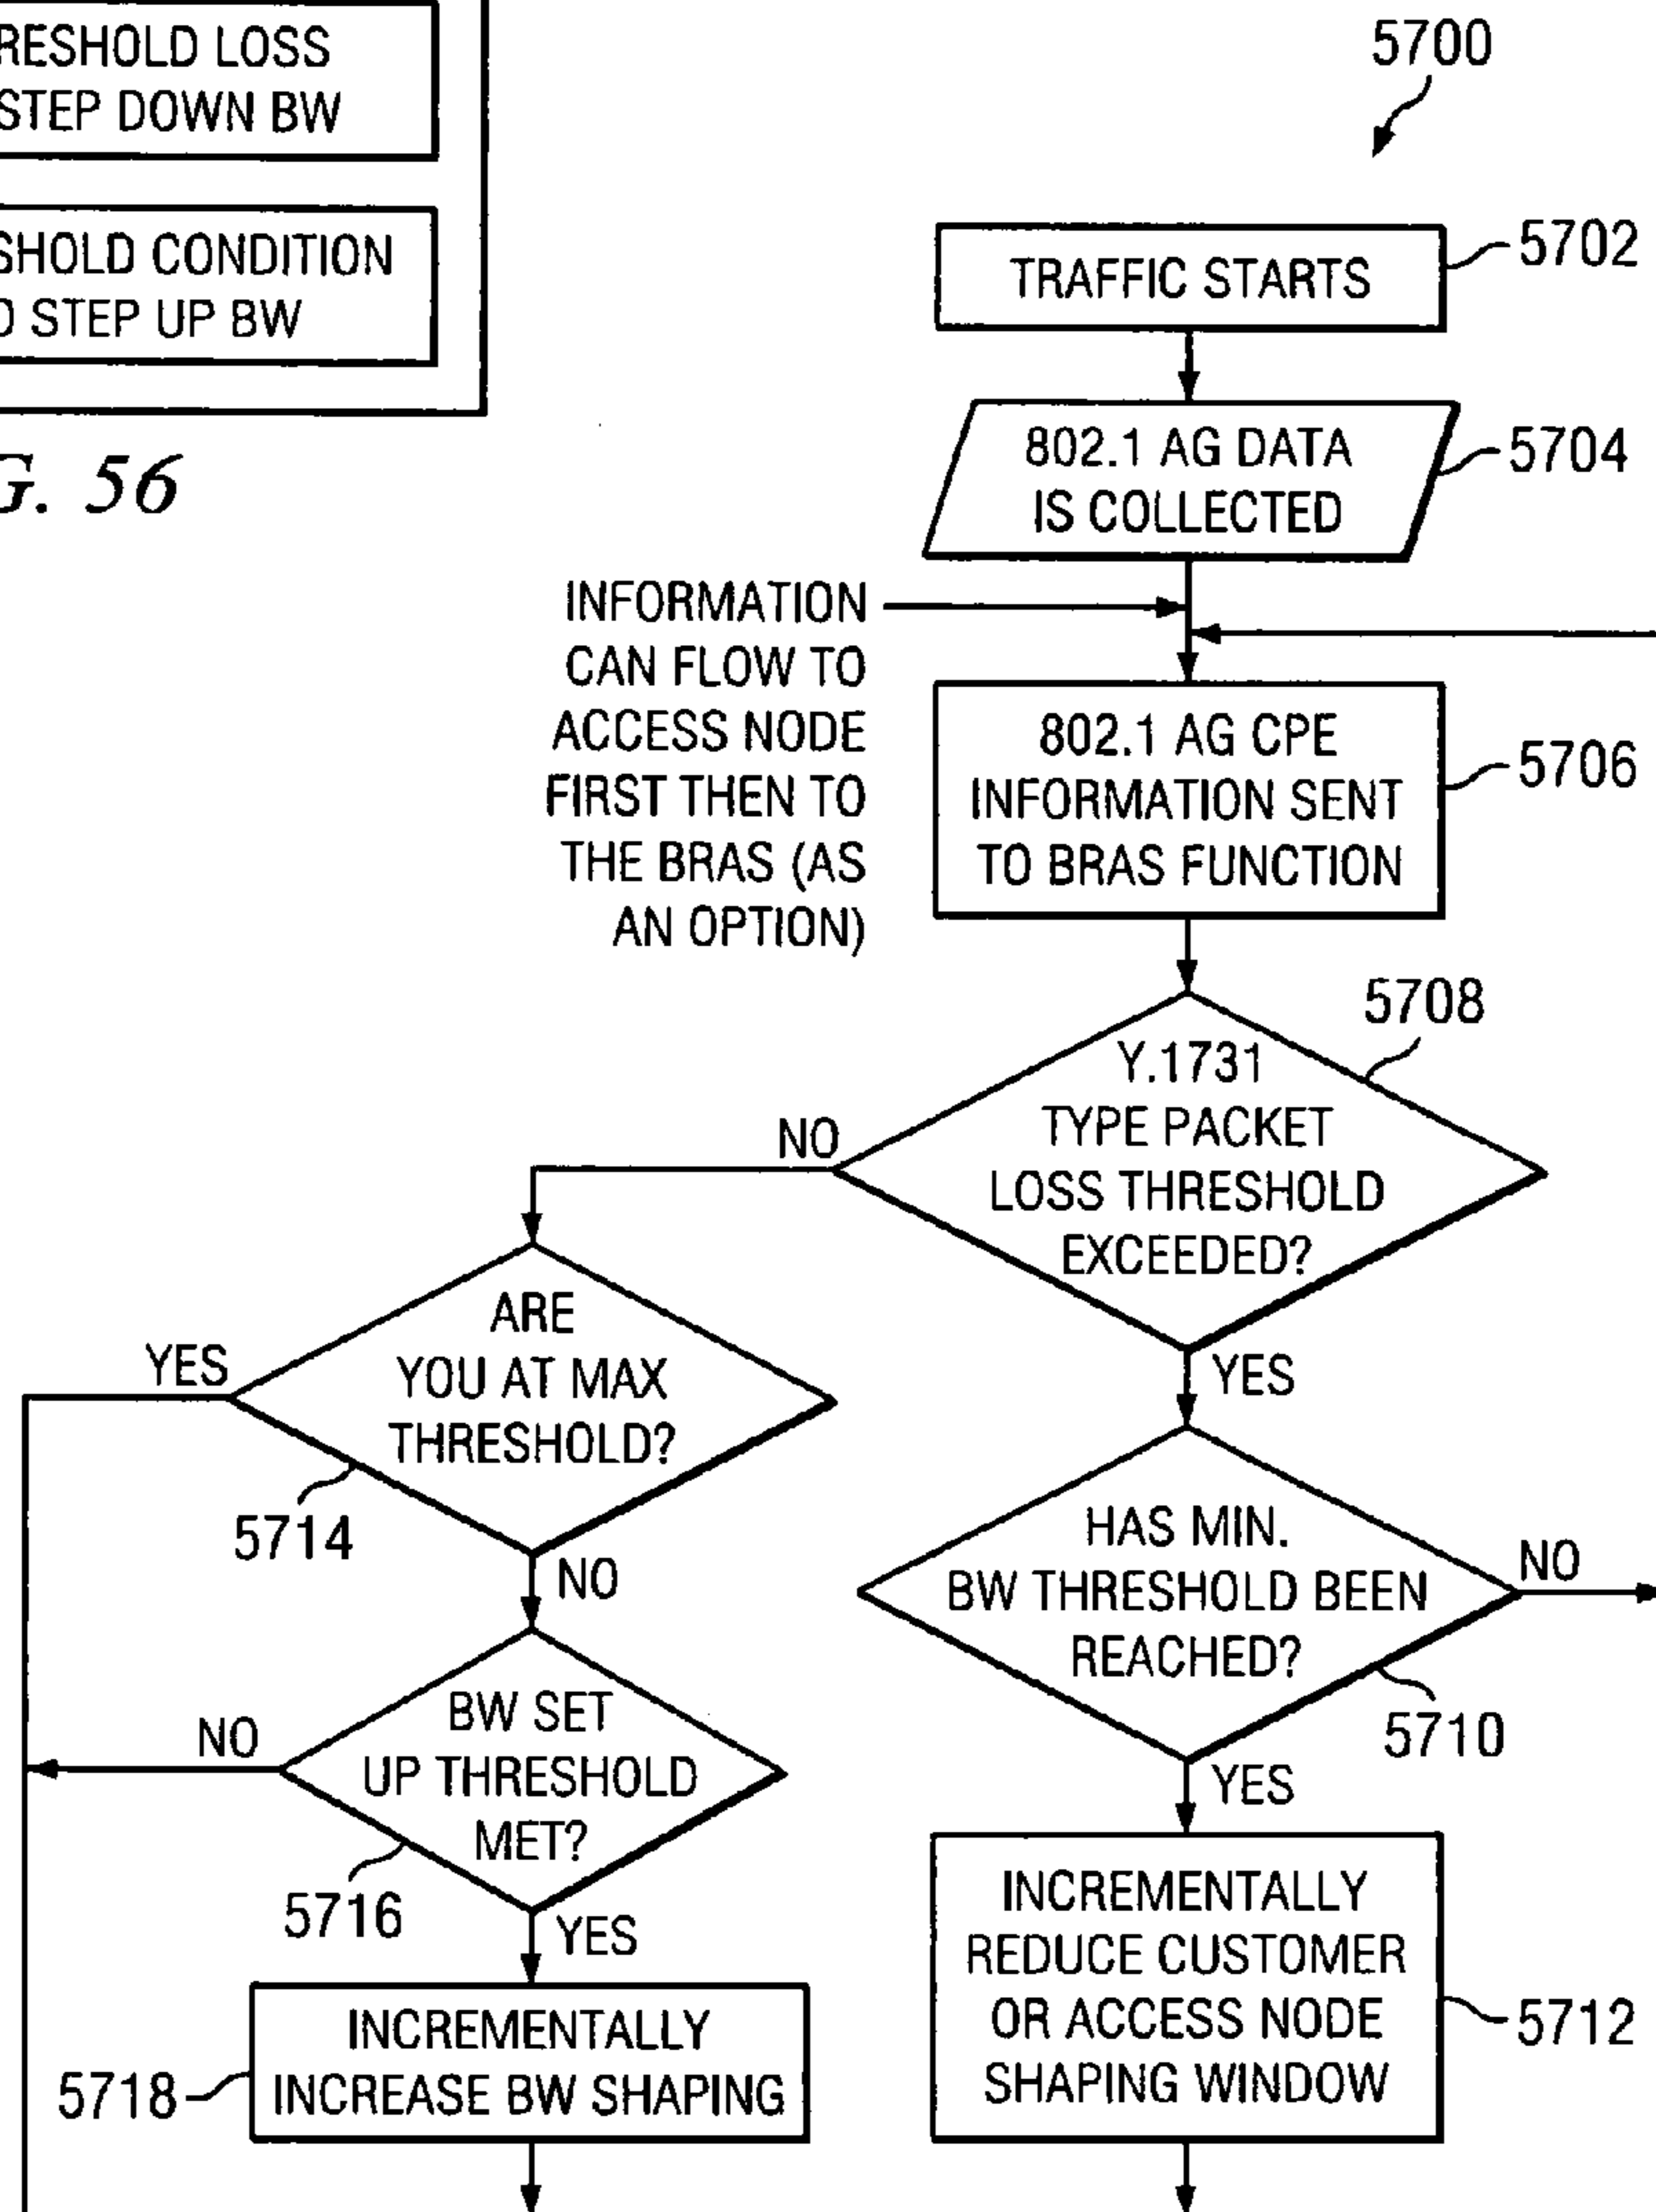 RESHOLD LOSS
STEP DOWN BW
SHOLD CONDITION
O STEP UP BW
G. 56
5700
TRAFFIC STARTS
5702
802.1 AG DATA
IS COLLECTED
5704
INFORMATION
CAN FLOW TO
ACCESS NODE
FIRST THEN TO
THE BRAS (AS
AN OPTION)
802.1 AG CPE
INFORMATION SENT
TO BRAS FUNCTION
5706
5708
Y.1731
TYPE PACKET
LOSS THRESHOLD
EXCEEDED?
NO
YES
ARE
YOU AT MAX
THRESHOLD?
YES
5714
NO
HAS MIN.
BW THRESHOLD BEEN
REACHED?
NO
5710
YES
BW SET
UP THRESHOLD
MET?
NO
5716
YES
INCREMENTALLY
INCREASE BW SHAPING
5718
INCREMENTALLY
REDUCE CUSTOMER
OR ACCESS NODE
SHAPING WINDOW
5712